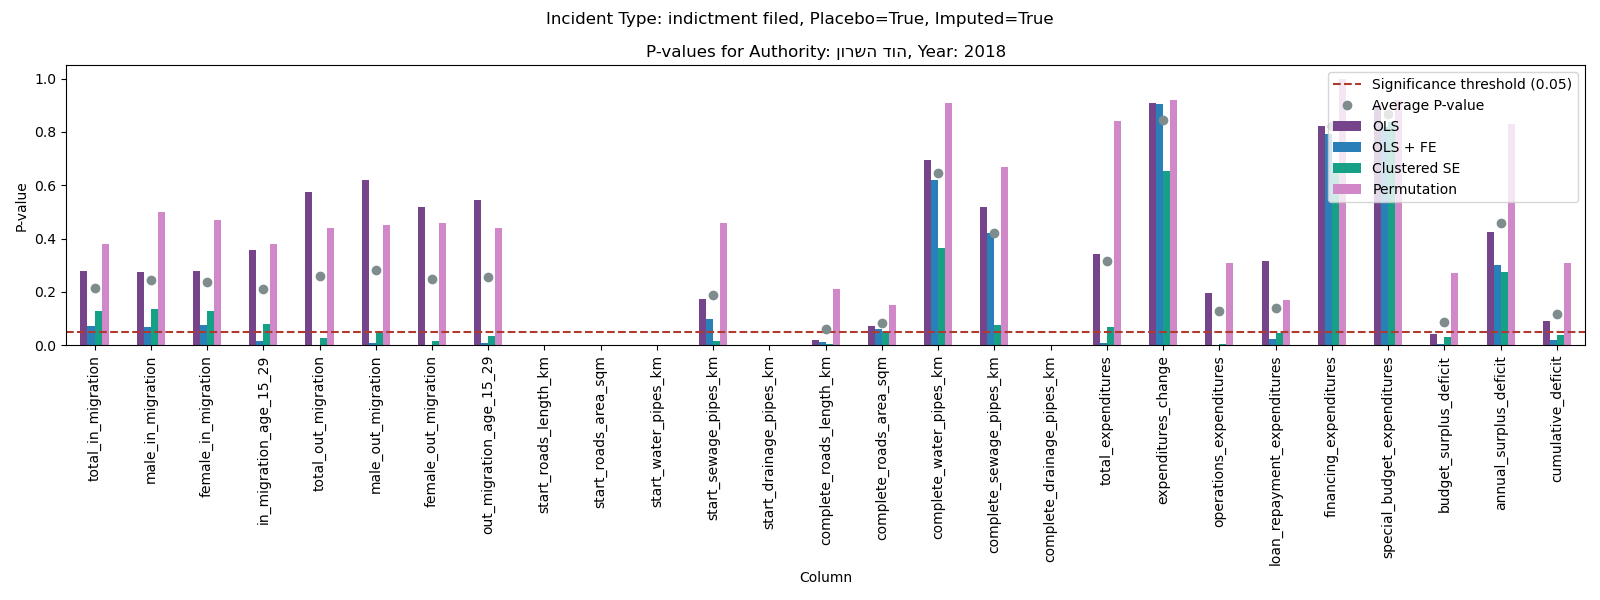 Incident Type: indictment filed, Placebo=True, Imputed=True
P-values for Authority: ןורשה דוה, Year: 2018
P-value
1.0
0.8
0.6
0.4
0.2
0.0
Significance threshold (0.05)
Average P-value
OLS
OLS + FE
Clustered SE
Permutation
total_in_migration
male_in_migration
female_in_migration
in_migration_age_15_29
total_out_migration
male_out_migration
female_out_migration
out_migration_age_15_29
start_roads_length_km
start_roads_area_sqm
start_water_pipes_km
start_sewage_pipes_km
start_drainage_pipes_km
complete_roads_length_km
complete_roads_area_sqm
complete_water_pipes_km
complete_sewage_pipes_km
complete_drainage_pipes_km
total_expenditures
expenditures_change
operations_expenditures
loan_repayment_expenditures
financing_expenditures
special_budget_expenditures
budget_surplus_deficit
annual_surplus_deficit
cumulative_deficit
Column